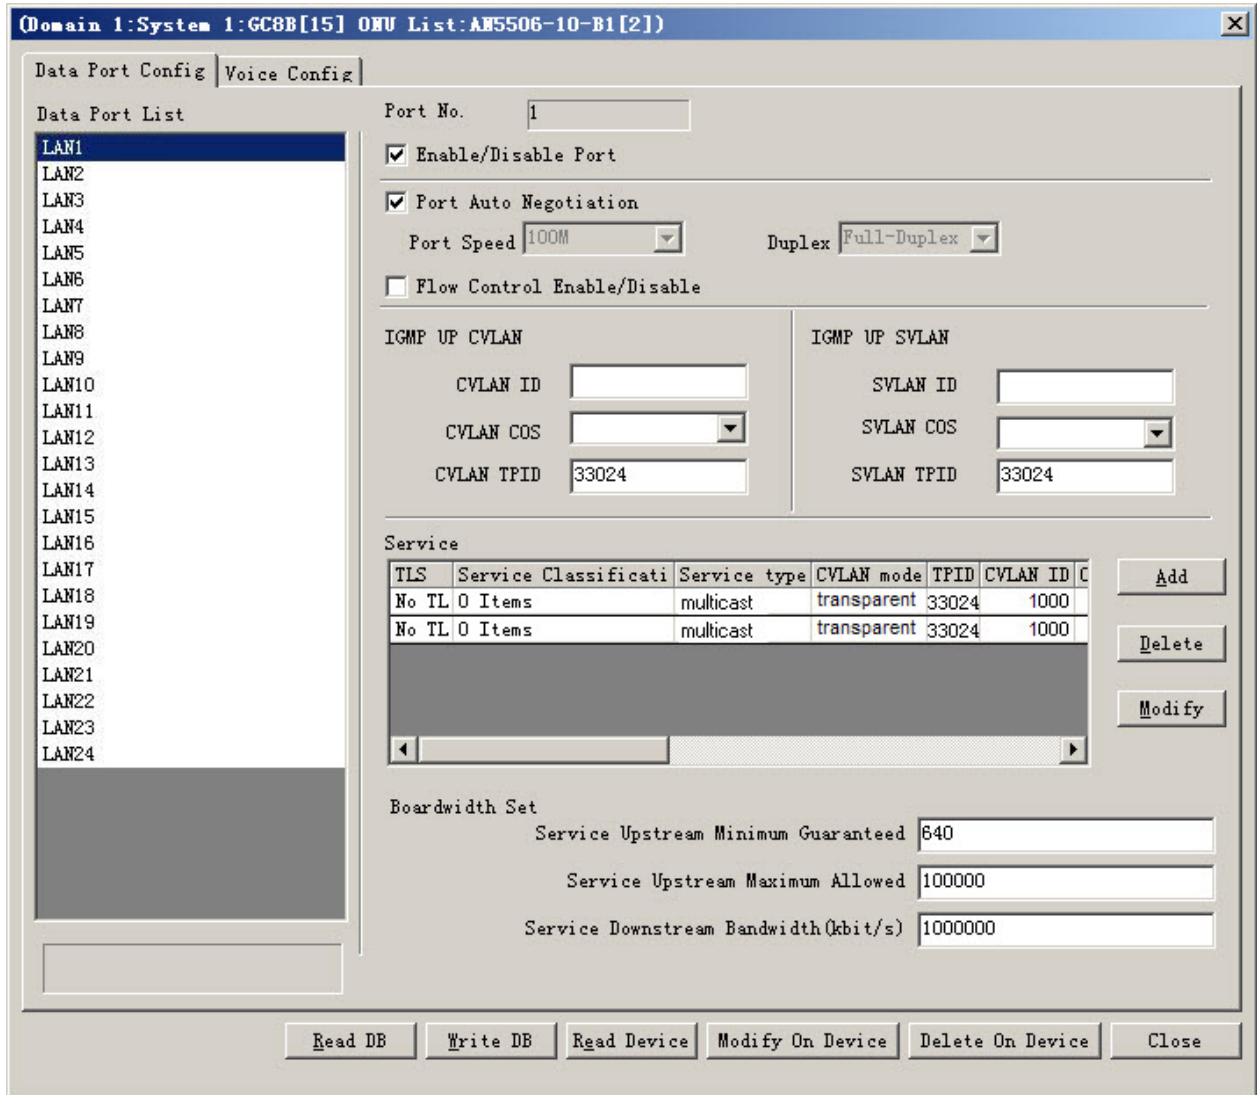 (Domain 1:System 1:GC8B[15] ONU List:AN5506-10-B1[2])
Data Port Config
Voice Config
Data Port List
LAN1
LAN2
LAN3
LAN4
LAN5
LAN6
LAN7
LAN8
LAN9
LAN10
LAN11
LAN12
LAN13
LAN14
LAN15
LAN16
LAN17
LAN18
LAN19
LAN20
LAN21
LAN22
LAN23
LAN24
Port No. 1
Enable/Disable Port
Port Auto Negotiation
Port Speed 100M Duplex Full-Duplex
Flow Control Enable/Disable
IGMP UP CVLAN
CVLAN ID
CVLAN COS
CVLAN TPID 33024
IGMP UP SVLAN
SVLAN ID
SVLAN COS
SVLAN TPID 33024
Service
TLS Service Classificati Service type CVLAN mode TPID CVLAN ID C
No TL 0 Items multicast transparent 33024 1000
No TL 0 Items multicast transparent 33024 1000
Add
Delete
Modify
Boardwidth Set
Service Upstream Minimum Guaranteed 640
Service Upstream Maximum Allowed 100000
Service Downstream Bandwidth(kbit/s) 1000000
Read DB Write DB Read Device Modify On Device Delete On Device Close